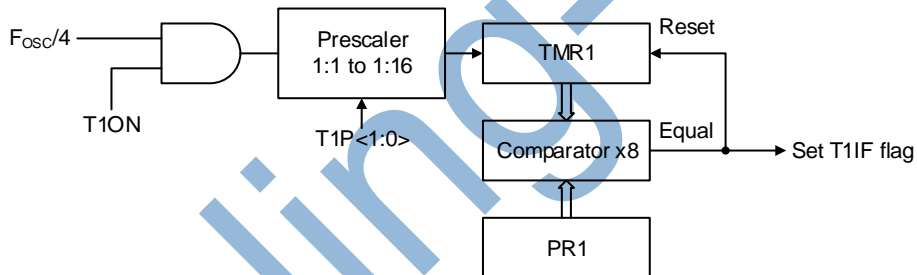 F_OSC/4
T1ON
Prescaler
1:1 to 1:16
T1P<1:0>
TMR1
Reset
Comparator x8
Equal
Set T1IF flag
PR1